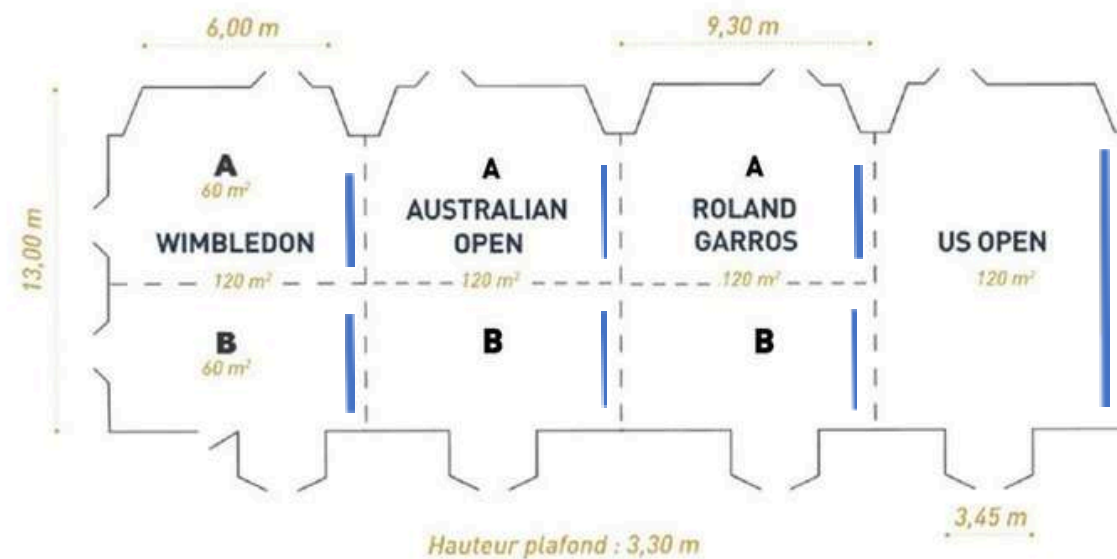 6,00 m
9,30 m
13,00 m
A
60 m²
WIMBLEDON
120 m²
B
60 m²
A
AUSTRALIAN
OPEN
120 m²
B
A
ROLAND
GARROS
120 m²
B
US OPEN
120 m²
3,45 m
Hauteur plafond : 3,30 m